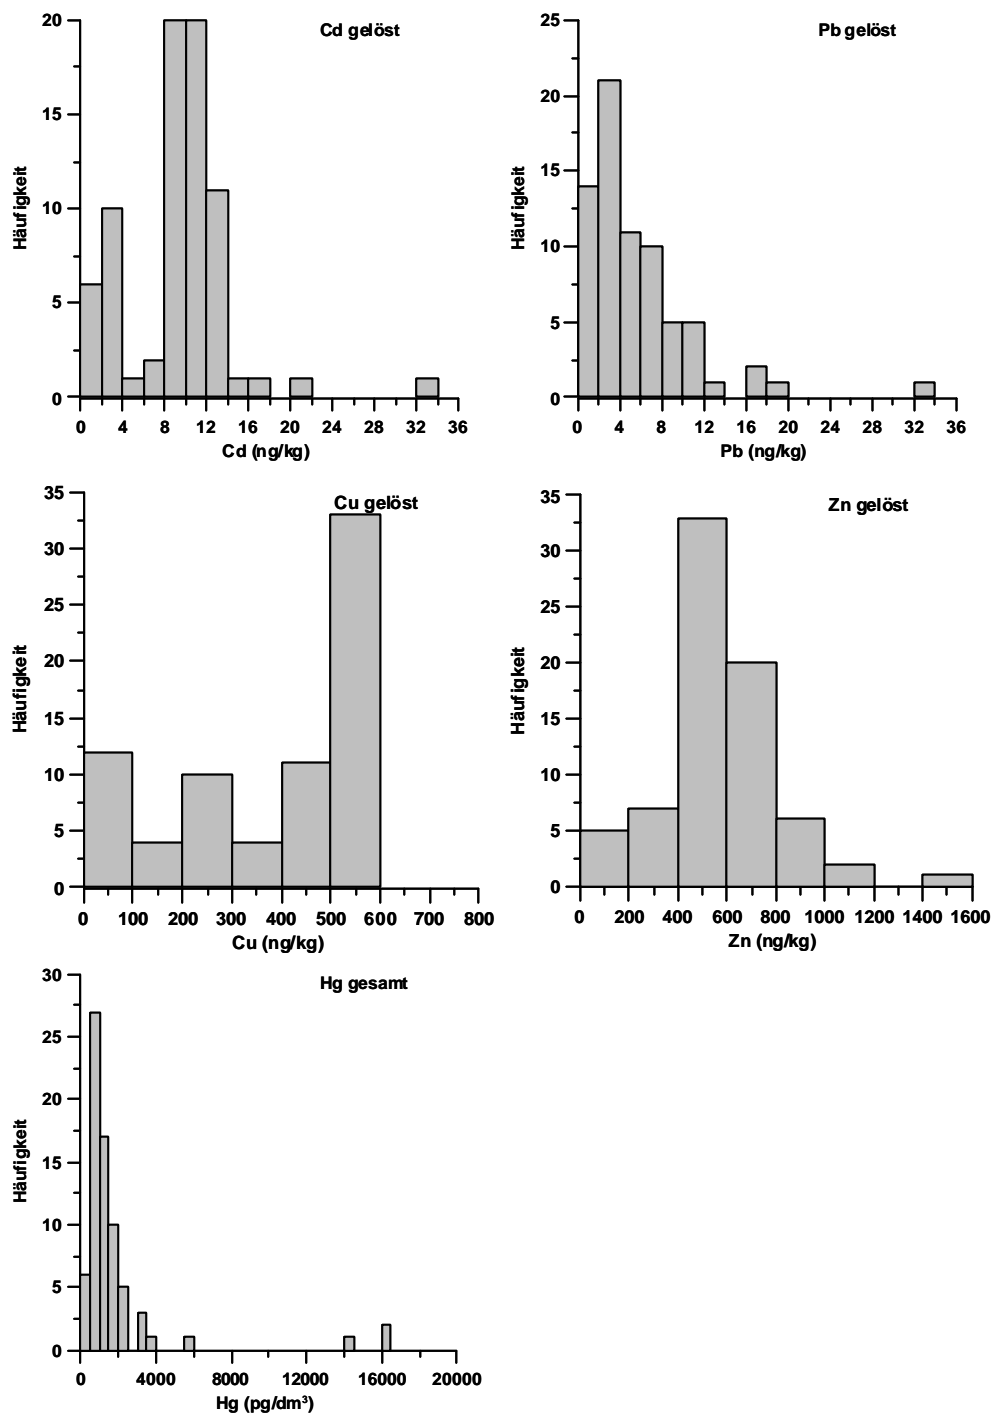 Cd gelöst
20
15
10
5
0
Häufigkeit
0 4 8 12 16 20 24 28 32 36
Cd (ng/kg)
Pb gelöst
25
20
15
10
5
0
Häufigkeit
0 4 8 12 16 20 24 28 32 36
Pb (ng/kg)
Cu gelöst
35
30
25
20
15
10
5
0
Häufigkeit
0 100 200 300 400 500 600 700 800
Cu (ng/kg)
Zn gelöst
35
30
25
20
15
10
5
0
Häufigkeit
0 200 400 600 800 1000 1200 1400 1600
Zn (ng/kg)
Hg gesamt
30
25
20
15
10
5
0
Häufigkeit
0 4000 8000 12000 16000 20000
Hg (pg/dm³)